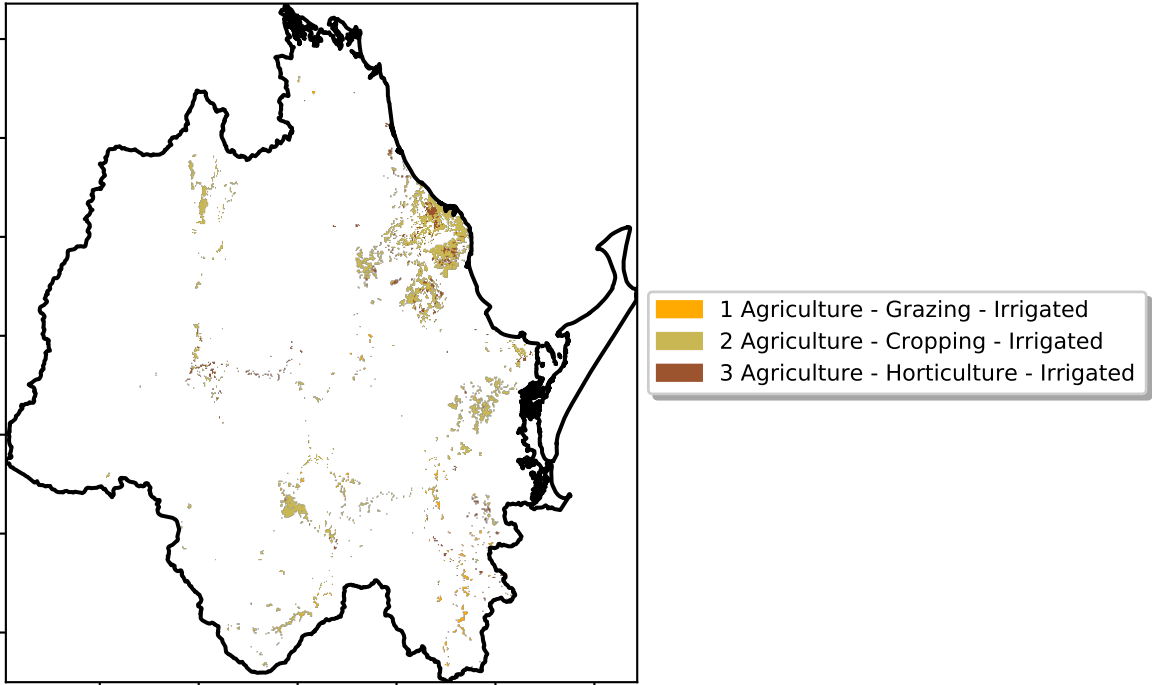 1 Agriculture - Grazing - Irrigated
2 Agriculture - Cropping - Irrigated
3 Agriculture - Horticulture - Irrigated